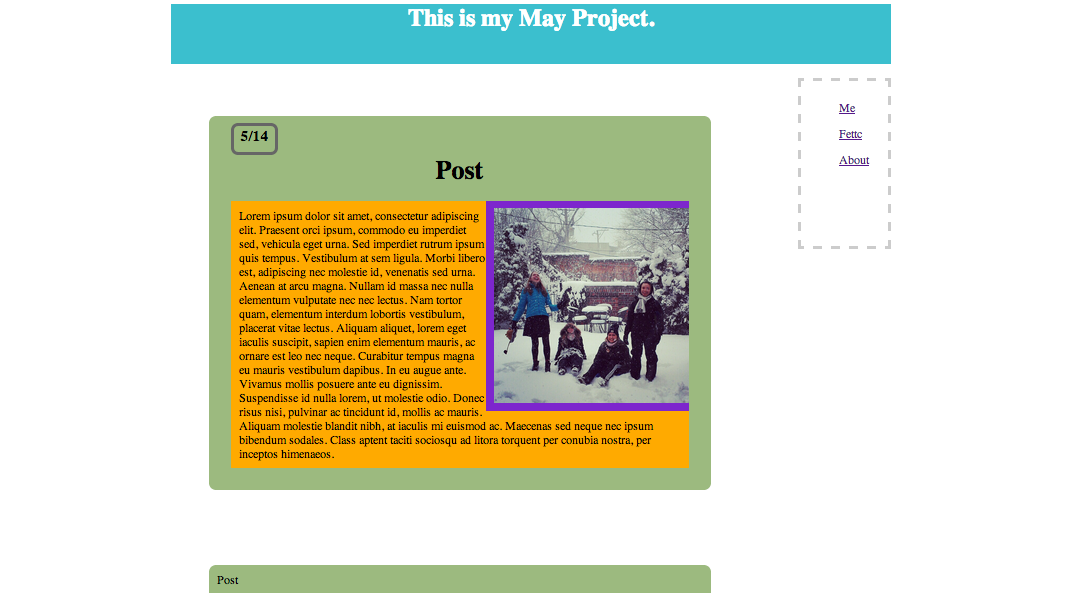 This is my May Project.
Me
Fettc
About
5/14
Post
Lorem ipsum dolor sit amet, consectetur adipiscing
elit. Praesent orci ipsum, commodo eu imperdiet
sed, vehicula eget urna. Sed imperdiet rutrum ipsum
quis tempus. Vestibulum at sem ligula. Morbi libero
est, adipiscing nec molestie id, venenatis sed urna.
Aenean at arcu magna. Nullam id massa nec nulla
elementum vulputate nec nec lectus. Nam tortor
quam, elementum interdum lobortis vestibulum,
placerat vitae lectus. Aliquam aliquet, lorem eget
iaculis suscipit, sapien enim elementum mauris, ac
ornare est leo nec neque. Curabitur tempus magna
eu mauris vestibulum dapibus. In eu augue ante.
Vivamus mollis posuere ante eu dignissim.
Suspendisse id nulla lorem, ut molestie odio. Donec
risus nisi, pulvinar ac tincidunt id, mollis ac mauris.
Aliquam molestie blandit nibh, at iaculis mi euismod ac. Maecenas sed neque nec ipsum
bibendum sodales. Class aptent taciti sociosqu ad litora torquent per conubia nostra, per
inceptos himenaeos.
Post